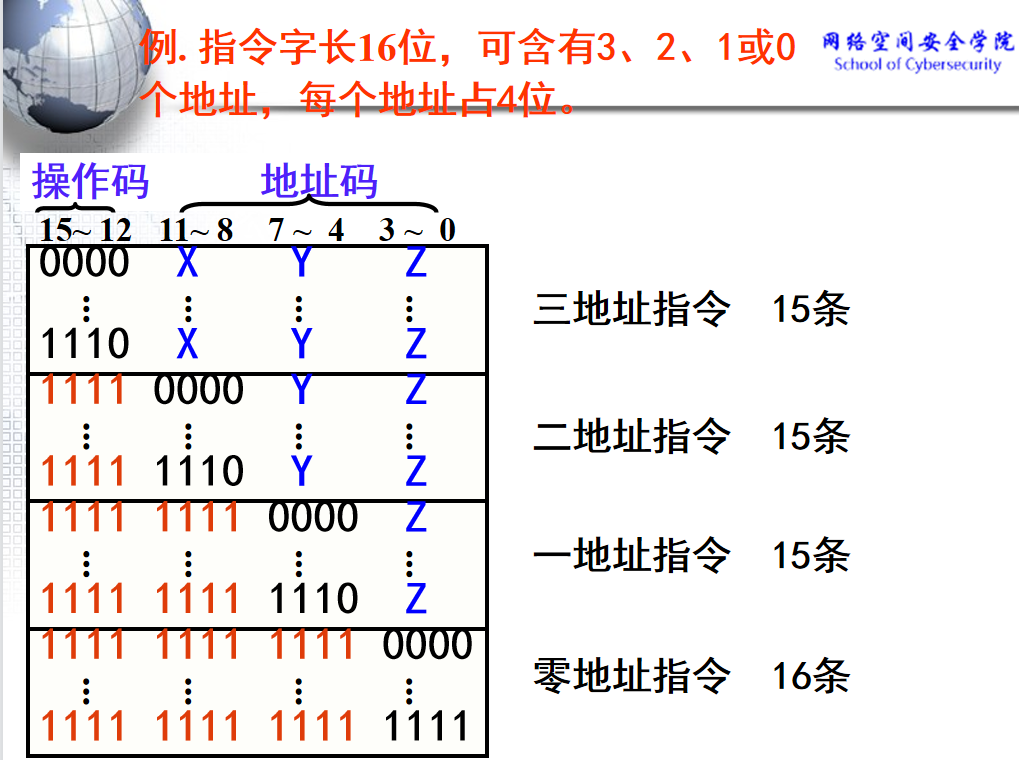 例.指令字长16位，可含有3、2、1或0
个地址，每个地址占4位。
网络空间安全学院
School of Cybersecurity
操作码 地址码
15~ 12 11~ 8 7 ~ 4 3 ~ 0
0000 X Y Z
⋮ ⋮ ⋮ ⋮
1110 X Y Z
三地址指令 15条
1111 0000 Y Z
⋮ ⋮ ⋮ ⋮
1111 1110 Y Z
二地址指令 15条
1111 1111 0000 Z
⋮ ⋮ ⋮ ⋮
1111 1111 1110 Z
一地址指令 15条
1111 1111 1111 0000
⋮ ⋮ ⋮ ⋮
1111 1111 1111 1111
零地址指令 16条